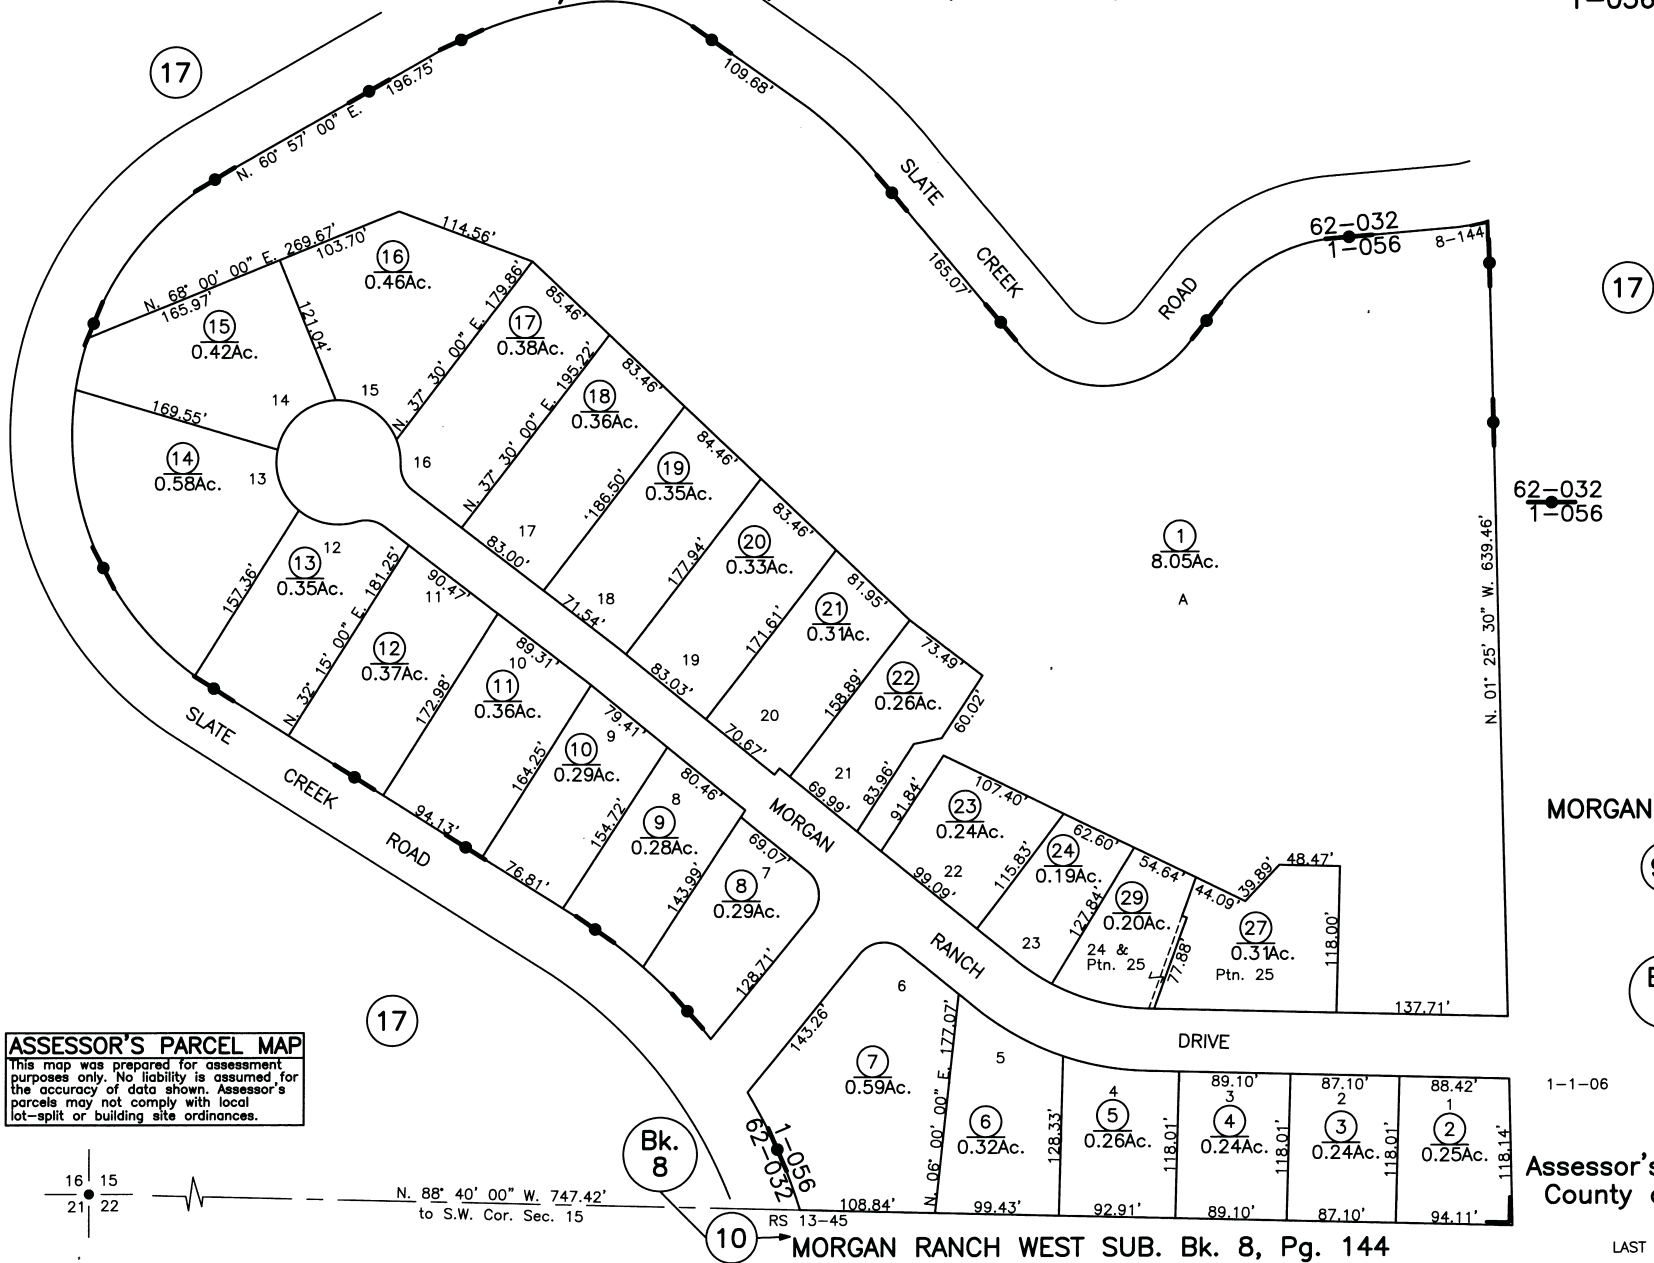 1-056
17
N. 60° 57' 00" E. 196.75'
109.68'
SLATE CREEK ROAD
165.07'
62-032
1-056
8-144
17
N. 68° 00' 00" E. 269.67'
103.70'
165.97'
114.56'
16
0.46Ac.
15
0.42Ac.
121.04'
14
15
169.55'
14
0.58Ac.
13
16
N. 37° 30' 00" E. 179.86'
85.46'
17
0.38Ac.
N. 37° 30' 00" E. 195.22'
83.46'
18
0.36Ac.
17
83.00'
186.50'
84.46'
19
0.35Ac.
18
71.54'
177.94'
83.46'
20
0.33Ac.
19
83.03'
171.61'
81.95'
21
0.31Ac.
20
70.67'
158.89'
73.49'
22
0.26Ac.
60.02'
21
69.99'
83.96'
1
8.05Ac.
A
62-032
1-056
N. 01° 25' 30" W. 639.46'
12
13
0.35Ac.
157.36'
N. 32° 15' 00" E. 181.25'
90.47'
11
12
0.37Ac.
172.98'
89.31'
10
11
0.36Ac.
94.13'
164.25'
79.41'
9
10
0.29Ac.
76.81'
154.72'
80.46'
8
9
0.28Ac.
143.99'
69.07'
7
8
0.29Ac.
128.71'
SLATE CREEK ROAD
MORGAN RANCH DRIVE
91.84'
107.40'
23
0.24Ac.
22
99.09'
115.83'
62.60'
24
0.19Ac.
23
127.84'
54.64'
29
0.20Ac.
24 &
Ptn. 25
77.88'
44.09'
39.89'
48.47'
27
0.31Ac.
Ptn. 25
118.00'
137.71'
MORGAN
17
143.26'
6
7
0.59Ac.
N. 06° 00' 00" E. 177.07'
5
6
0.32Ac.
128.33'
4
5
0.26Ac.
118.01'
89.10'
3
4
0.24Ac.
118.01'
87.10'
2
3
0.24Ac.
118.01'
88.42'
1
2
0.25Ac.
118.14'
1-1-06
108.84'
99.43'
92.91'
89.10'
87.10'
94.11'
1-056
62-032
Bk.
8
ASSESSOR'S PARCEL MAP
This map was prepared for assessment
purposes only. No liability is assumed for
the accuracy of data shown. Assessor's
parcels may not comply with local
lot-split or building site ordinances.
16 15
21 22
N. 88° 40' 00" W. 747.42'
to S.W. Cor. Sec. 15
RS 13-45
10
MORGAN RANCH WEST SUB. Bk. 8, Pg. 144
Assessor's
County
LAST